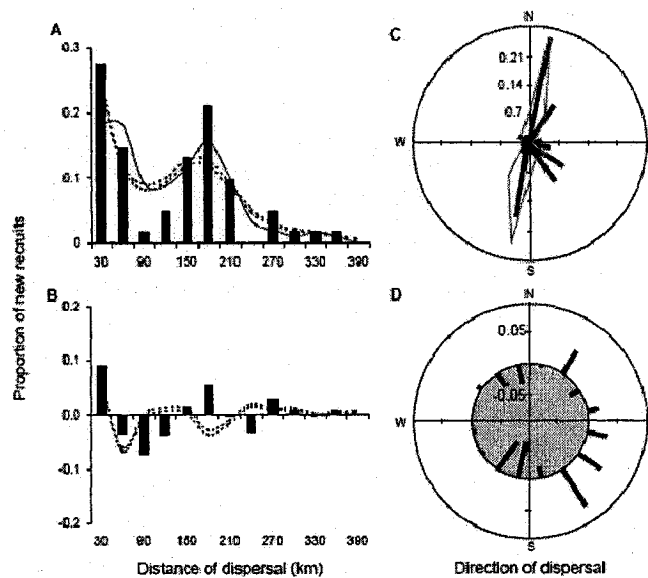 A
0.3
0.2
0.1
0
30 90 150 210 270 330 390
B
0.2
0.1
0.0
-0.1
-0.2
30 90 150 210 270 330 390
Proportion of new recruits
Distance of dispersal (km)
C
N
0.21
0.14
0.7
W
S
D
N
0.05
-0.05
W
S
Direction of dispersal